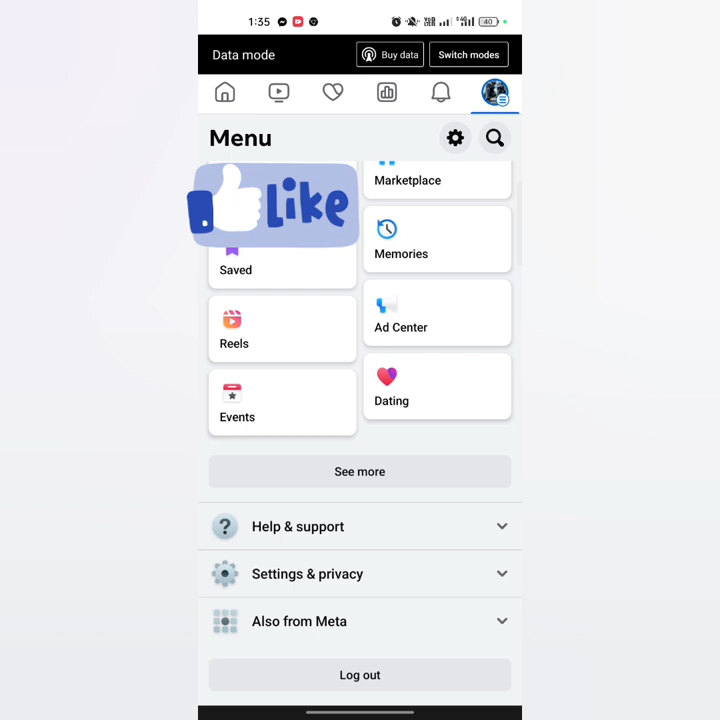 1:35
40
Data mode
Buy data
Switch modes
Menu
Like
Marketplace
Saved
Memories
Reels
Ad Center
Events
Dating
See more
Help & support
Settings & privacy
Also from Meta
Log out